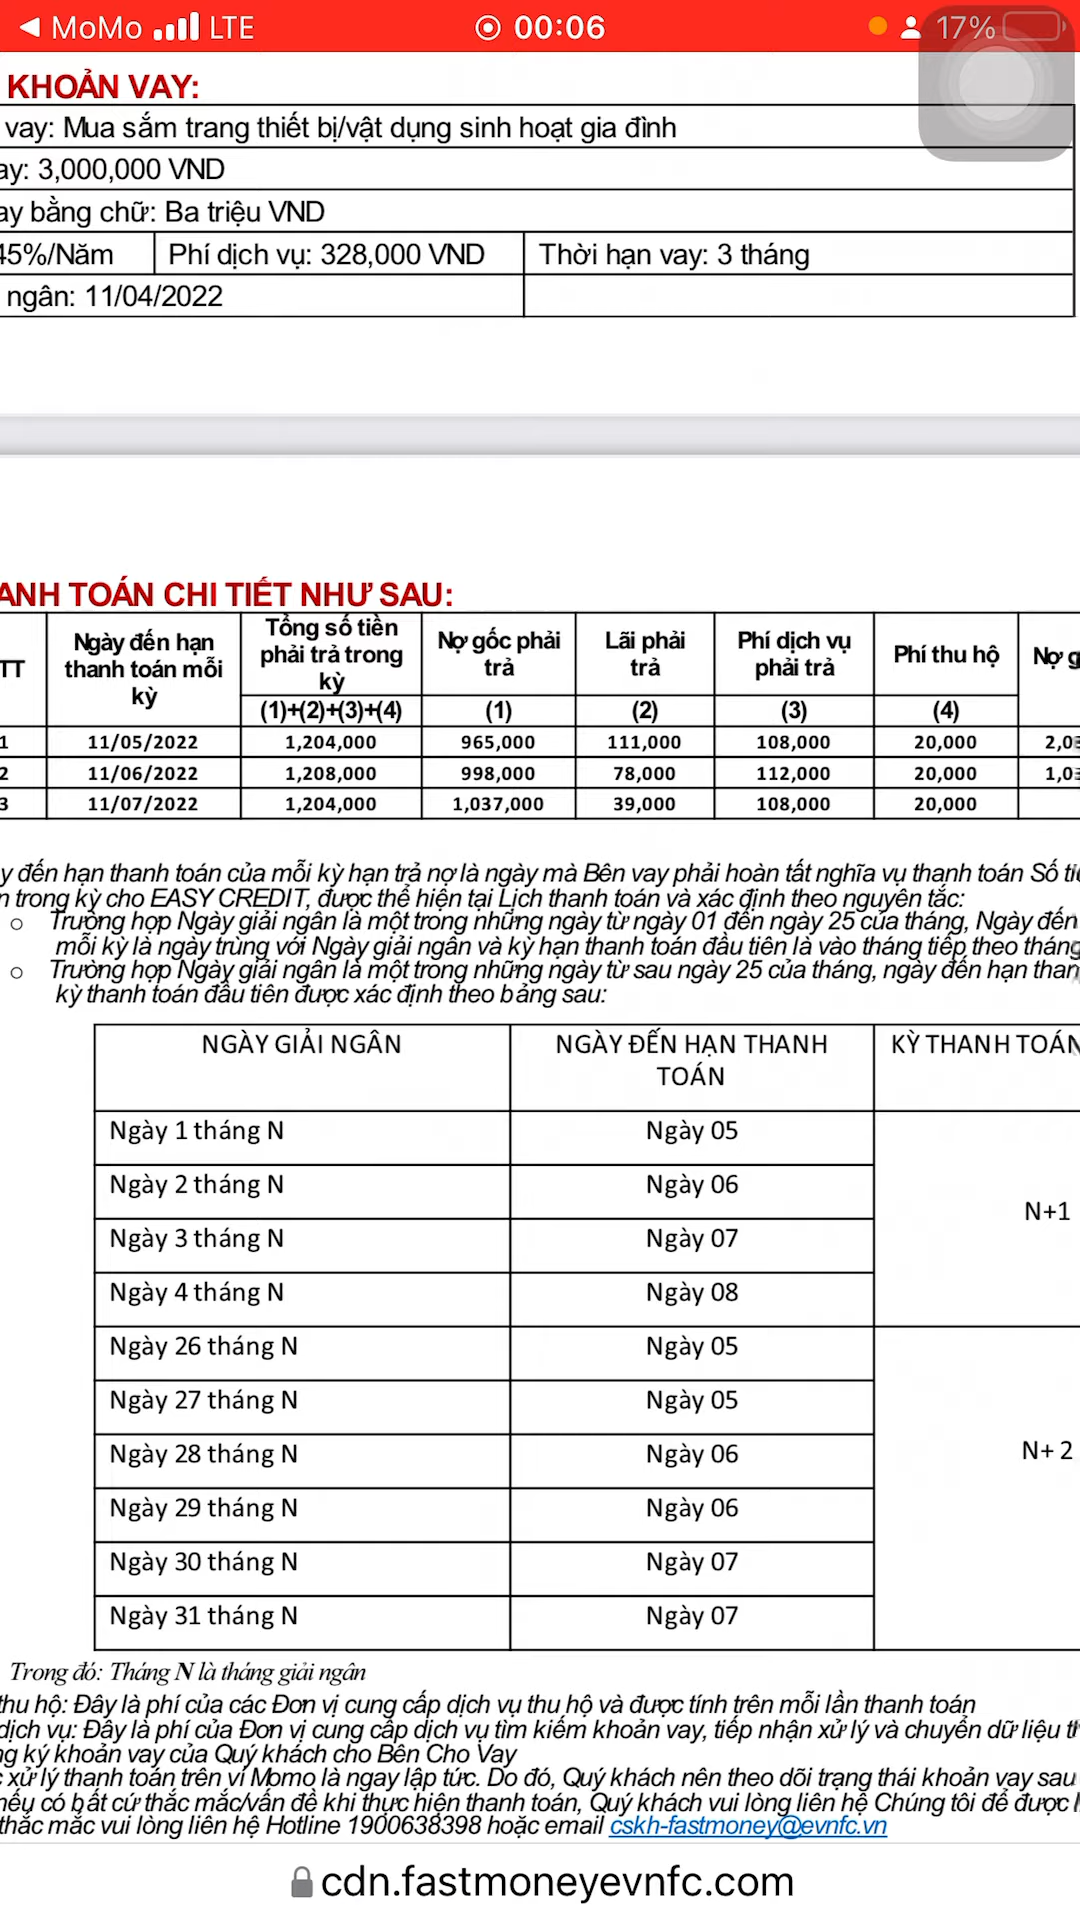 MoMo LTE 00:06 17%
KHOẢN VAY:
vay: Mua sắm trang thiết bị/vật dụng sinh hoạt gia đình
ay: 3,000,000 VND
ay bằng chữ: Ba triệu VND
45%/Năm Phí dịch vụ: 328,000 VND Thời hạn vay: 3 tháng
ngân: 11/04/2022
ANH TOÁN CHI TIẾT NHƯ SAU:
TT Ngày đến hạn thanh toán mỗi kỳ Tổng số tiền phải trả trong kỳ Nợ gốc phải trả Lãi phải trả Phí dịch vụ phải trả Phí thu hộ Nợ g
(1)+(2)+(3)+(4) (1) (2) (3) (4)
1 11/05/2022 1,204,000 965,000 111,000 108,000 20,000 2,0
2 11/06/2022 1,208,000 998,000 78,000 112,000 20,000 1,0
3 11/07/2022 1,204,000 1,037,000 39,000 108,000 20,000
y đến hạn thanh toán của mỗi kỳ hạn trả nợ là ngày mà Bên vay phải hoàn tất nghĩa vụ thanh toán Số ti
n trong kỳ cho EASY CREDIT, được thể hiện tại Lịch thanh toán và xác định theo nguyên tắc:
o Trường hợp Ngày giải ngân là một trong những ngày từ ngày 01 đến ngày 25 của tháng, Ngày đến
mỗi kỳ là ngày trùng với Ngày giải ngân và kỳ hạn thanh toán đầu tiên là vào tháng tiếp theo tháng
o Trường hợp Ngày giải ngân là một trong những ngày từ sau ngày 25 của tháng, ngày đến hạn than
kỳ thanh toán đầu tiên được xác định theo bảng sau:
NGÀY GIẢI NGÂN NGÀY ĐẾN HẠN THANH TOÁN KỲ THANH TOÁN
Ngày 1 tháng N Ngày 05
Ngày 2 tháng N Ngày 06
N+1
Ngày 3 tháng N Ngày 07
Ngày 4 tháng N Ngày 08
Ngày 26 tháng N Ngày 05
Ngày 27 tháng N Ngày 05
Ngày 28 tháng N Ngày 06
N+ 2
Ngày 29 tháng N Ngày 06
Ngày 30 tháng N Ngày 07
Ngày 31 tháng N Ngày 07
Trong đó: Tháng N là tháng giải ngân
thu hộ: Đây là phí của các Đơn vị cung cấp dịch vụ thu hộ và được tính trên mỗi lần thanh toán
dịch vụ: Đây là phí của Đơn vị cung cấp dịch vụ tìm kiếm khoản vay, tiếp nhận xử lý và chuyển dữ liệu
ng ký khoản vay của Quý khách cho Bên Cho Vay
xử lý thanh toán trên ví Momo là ngay lập tức. Do đó, Quý khách nên theo dõi trạng thái khoản vay sau
nếu có bất cứ thắc mắc/vấn đề khi thực hiện thanh toán, Quý khách vui lòng liên hệ Chúng tôi để được
thắc mắc vui lòng liên hệ Hotline 1900638398 hoặc email cskh-fastmoney@evnfc.vn
cdn.fastmoneyevnfc.com